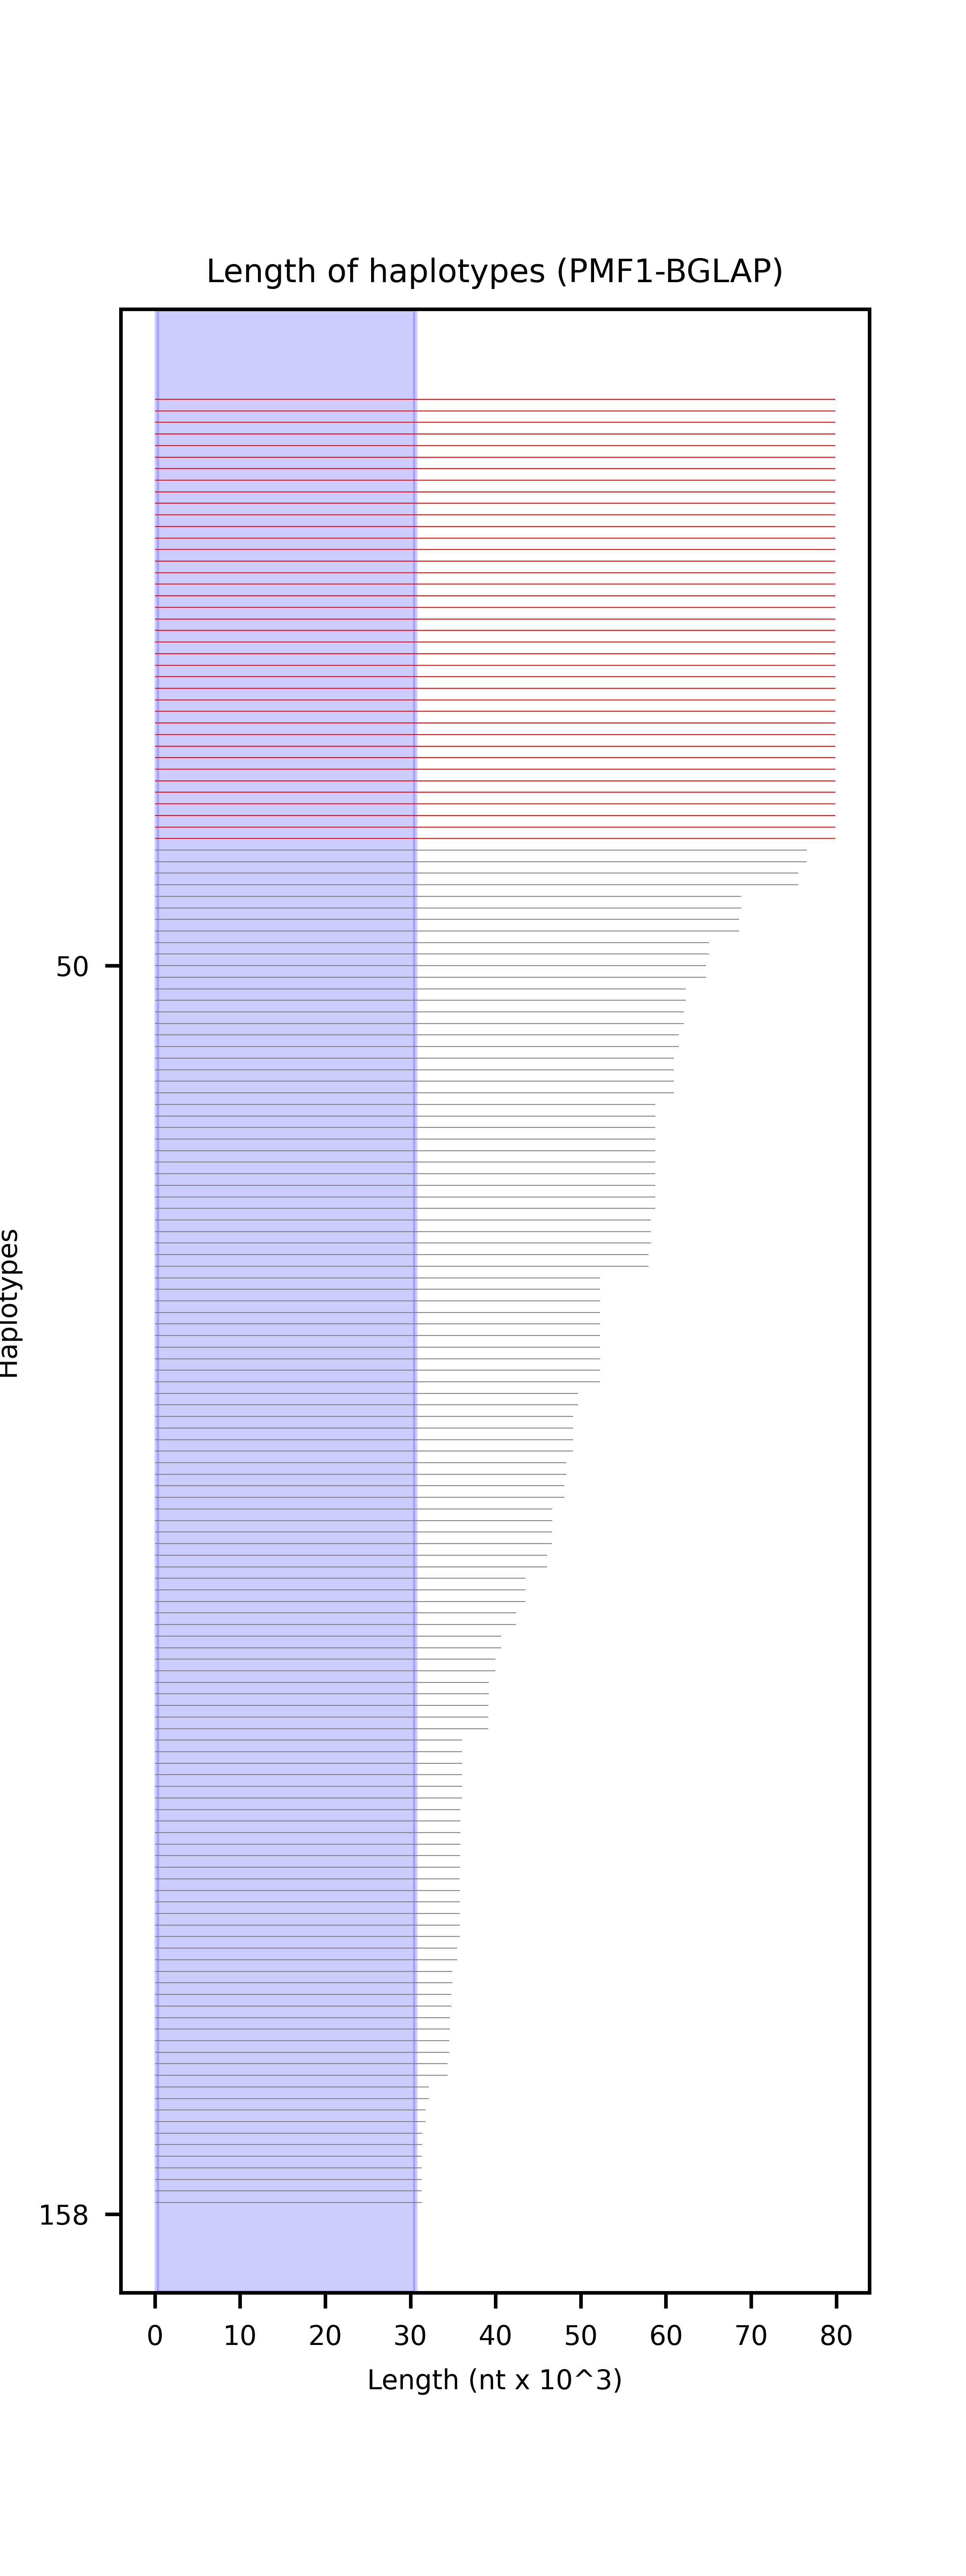 Length of haplotypes (PMF1-BGLAP)
Haplotypes
50
158
0 10 20 30 40 50 60 70 80
Length (nt x 10^3)